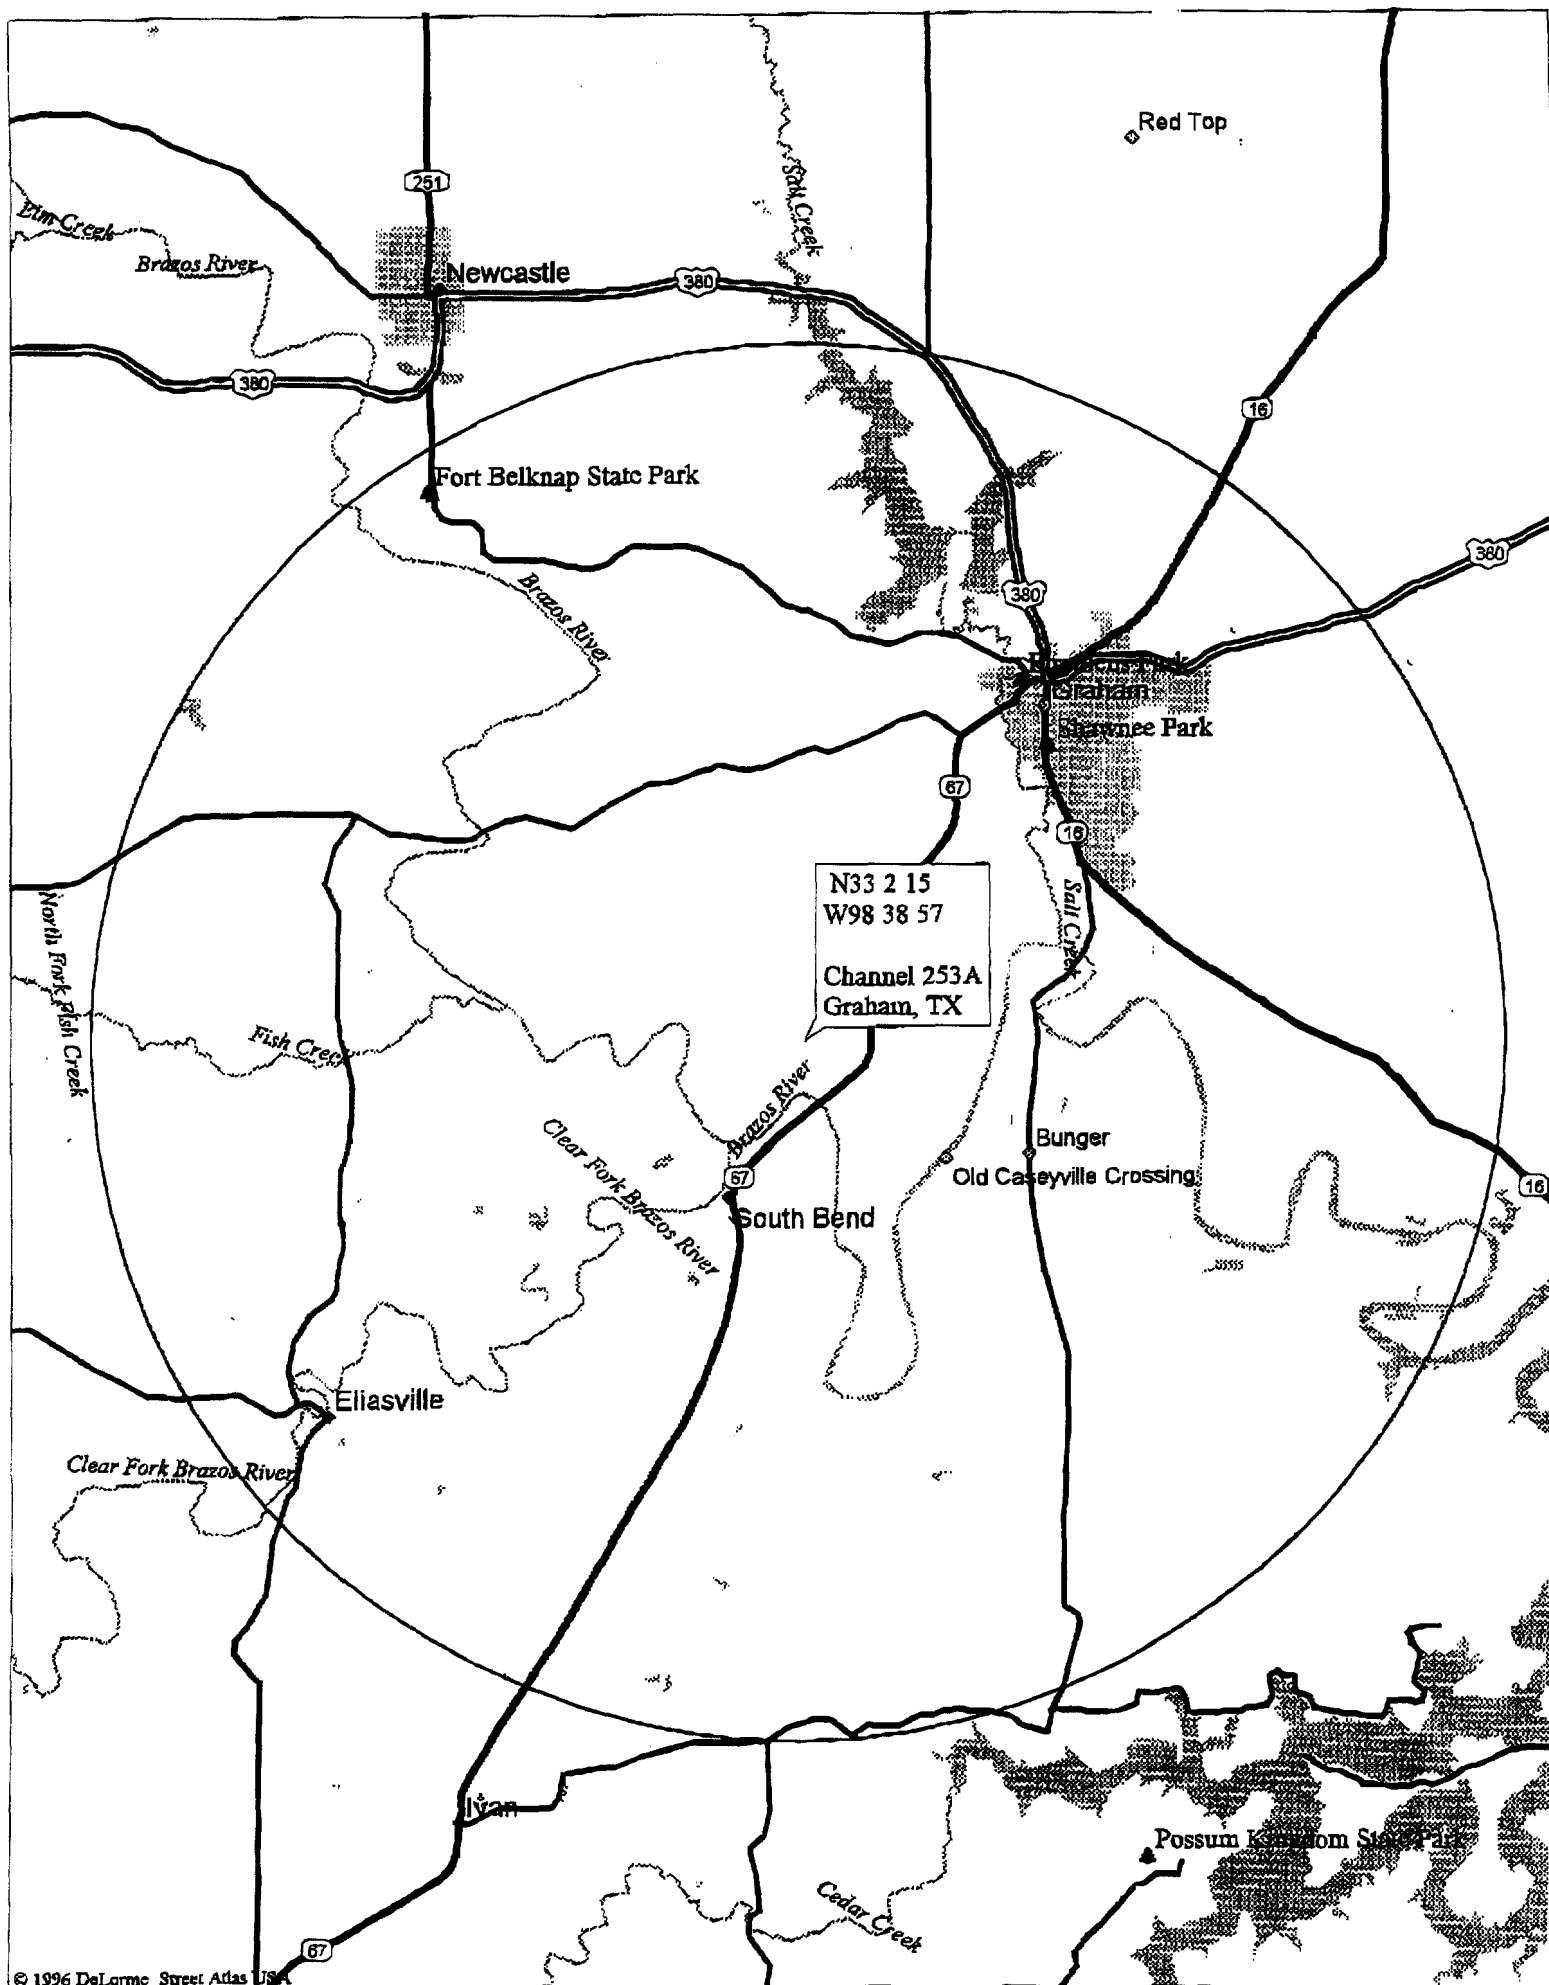 Red Top
251
Salt Creek
Elm Creek
Brazos River
Newcastle
380
380
16
Fort Belknap State Park
380
Brazos River
380
Graham
Shawnee Park
67
16
N33 2 15
W98 38 57
Channel 253A
Graham, TX
Salt Creek
North Fork Fish Creek
Fish Creek
Brazos River
Clear Fork Brazos River
Bunger
Old Caseyville Crossing
67
16
South Bend
Eliasville
Clear Fork Brazos River
Ivan
Possum Kingdom State Park
Cedar Creek
67
© 1996 DeLorme Street Atlas USA